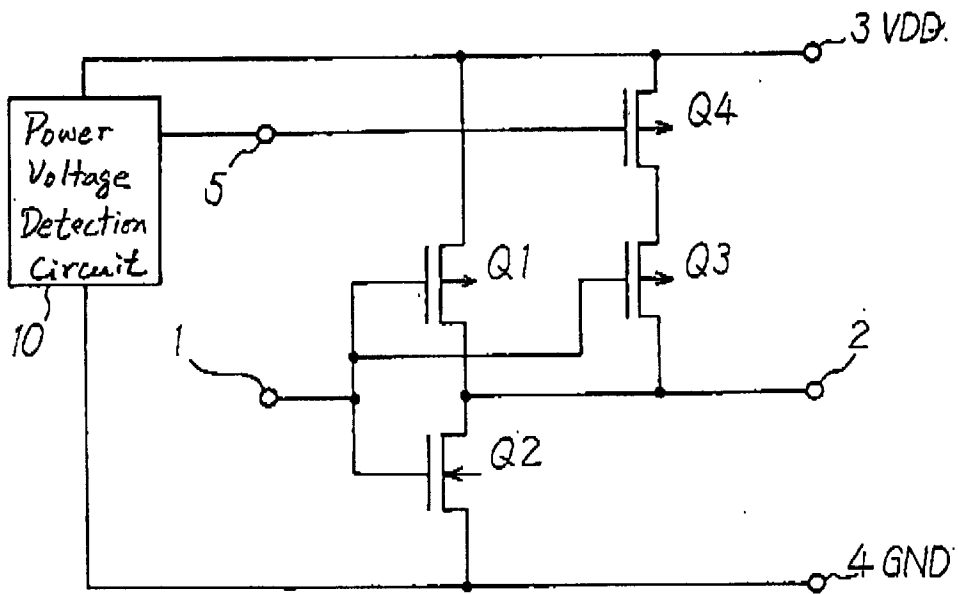 3 VDD.
Power
Voltage
Detection
Circuit
5
Q4
Q1
Q3
10
1
2
Q2
4 GND